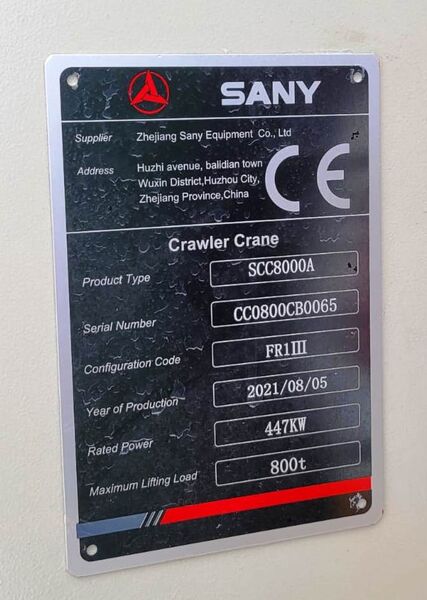 SANY
Supplier Zhejiang Sany Equipment Co., Ltd
Address Huzhi avenue, balidian town
Wuxin District,Huzhou City,
Zhejiang Province,China
CE
Crawler Crane
Product Type SCC8000A
Serial Number CC0800CB0065
Configuration Code FR1III
Year of Production 2021/08/05
Rated Power 447KW
Maximum Lifting Load 800t